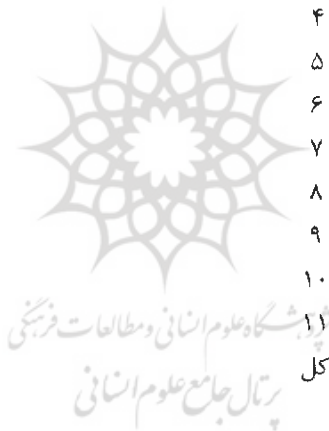 ۴
۵
۶
۷
۸
۹
۱۰
۱۱
پژوهشگاه علوم انسانی و مطالعات فرهنگی
کل
پرتال جامع علوم انسانی